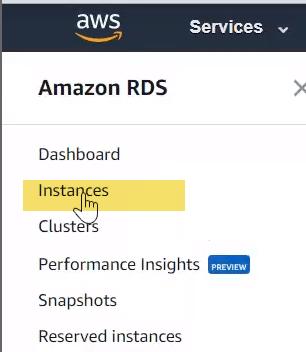 aws
Services
Amazon RDS
Dashboard
Instances
Clusters
Performance Insights PREVIEW
Snapshots
Reserved instances